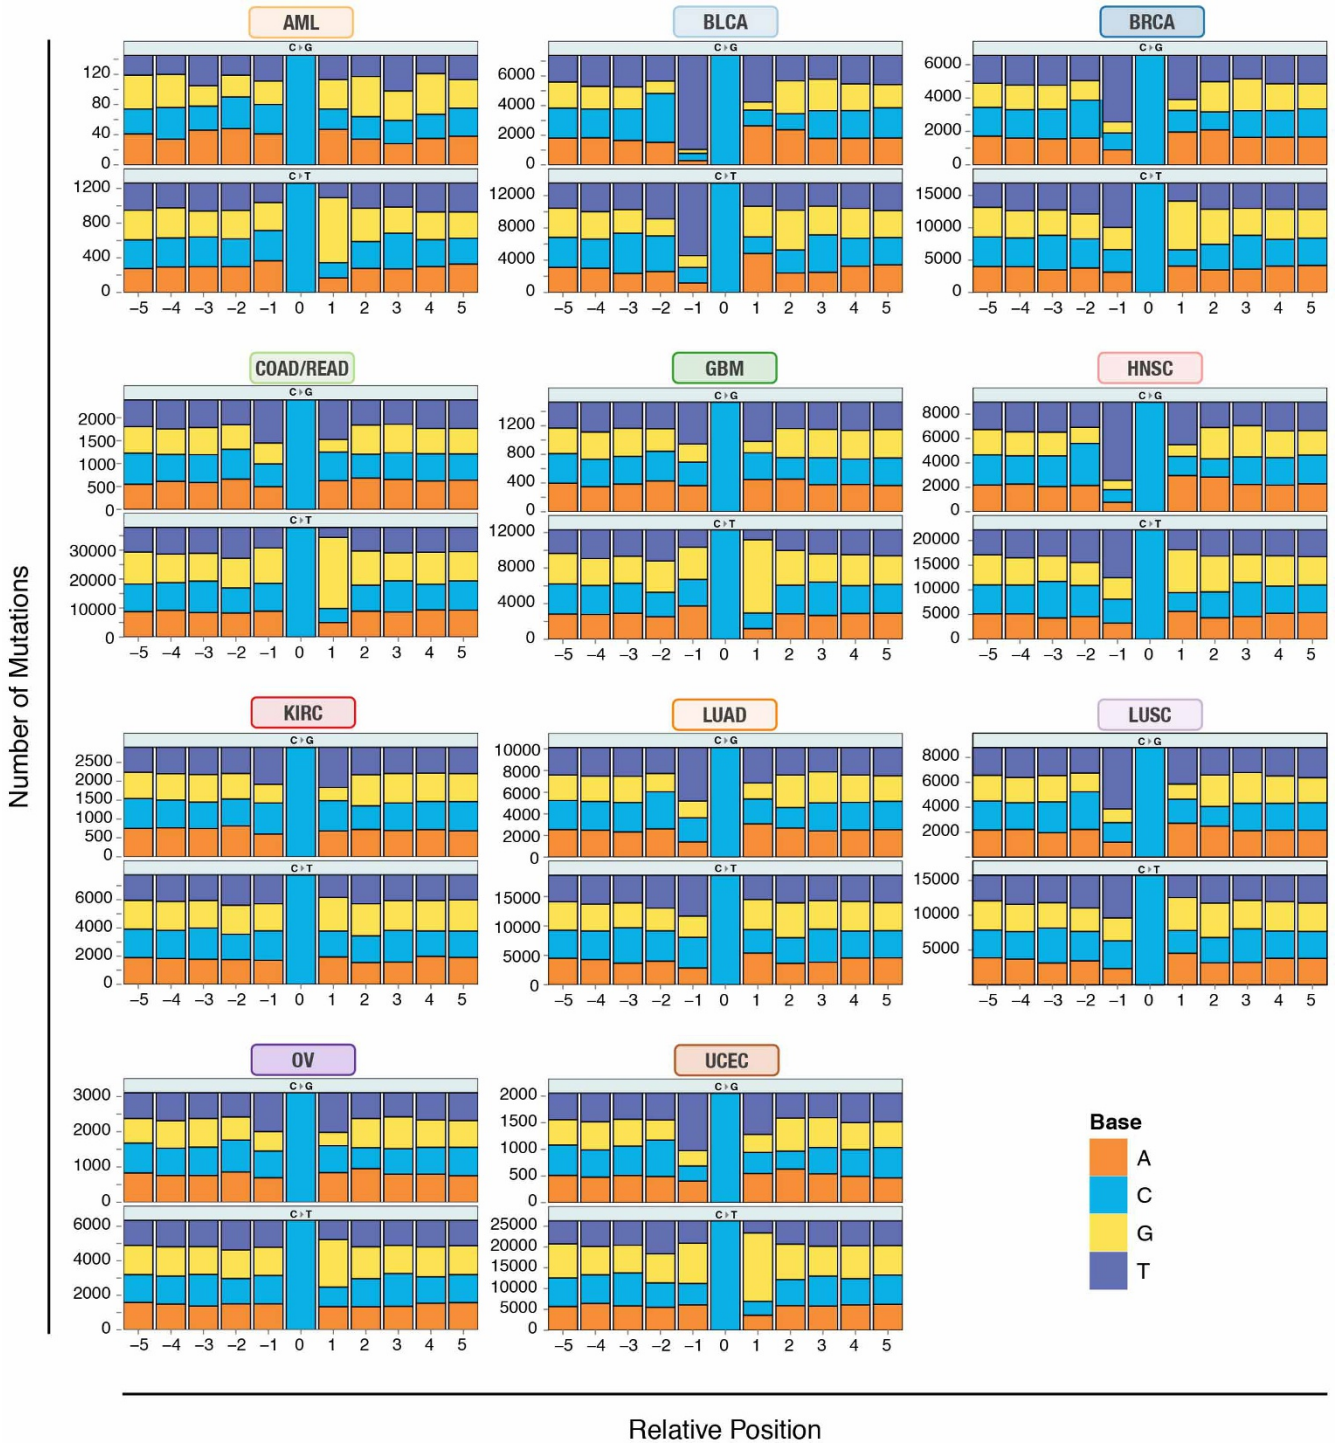 AML
BLCA
BRCA
C▸G
C▸G
C▸G
120
80
40
0
6000
4000
2000
0
6000
4000
2000
0
C▸T
C▸T
C▸T
1200
800
400
0
12000
8000
4000
0
15000
10000
5000
0
−5 −4 −3 −2 −1 0 1 2 3 4 5
−5 −4 −3 −2 −1 0 1 2 3 4 5
−5 −4 −3 −2 −1 0 1 2 3 4 5
COAD/READ
GBM
HNSC
C▸G
C▸G
C▸G
2000
1500
1000
500
0
1200
800
400
0
8000
6000
4000
2000
0
C▸T
C▸T
C▸T
30000
20000
10000
0
12000
8000
4000
0
20000
15000
10000
5000
0
−5 −4 −3 −2 −1 0 1 2 3 4 5
−5 −4 −3 −2 −1 0 1 2 3 4 5
−5 −4 −3 −2 −1 0 1 2 3 4 5
Number of Mutations
KIRC
LUAD
LUSC
C▸G
C▸G
C▸G
2500
2000
1500
1000
500
0
10000
8000
6000
4000
2000
0
8000
6000
4000
2000
C▸T
C▸T
C▸T
6000
4000
2000
0
15000
10000
5000
0
15000
10000
5000
−5 −4 −3 −2 −1 0 1 2 3 4 5
−5 −4 −3 −2 −1 0 1 2 3 4 5
−5 −4 −3 −2 −1 0 1 2 3 4 5
OV
UCEC
C▸G
C▸G
3000
2000
1000
0
2000
1500
1000
500
0
C▸T
C▸T
6000
4000
2000
0
25000
20000
15000
10000
5000
0
−5 −4 −3 −2 −1 0 1 2 3 4 5
−5 −4 −3 −2 −1 0 1 2 3 4 5
Base
A
C
G
T
Relative Position